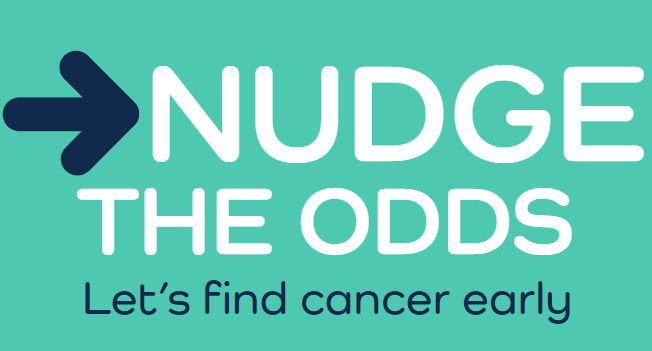 NUDGE
THE ODDS
Let's find cancer early